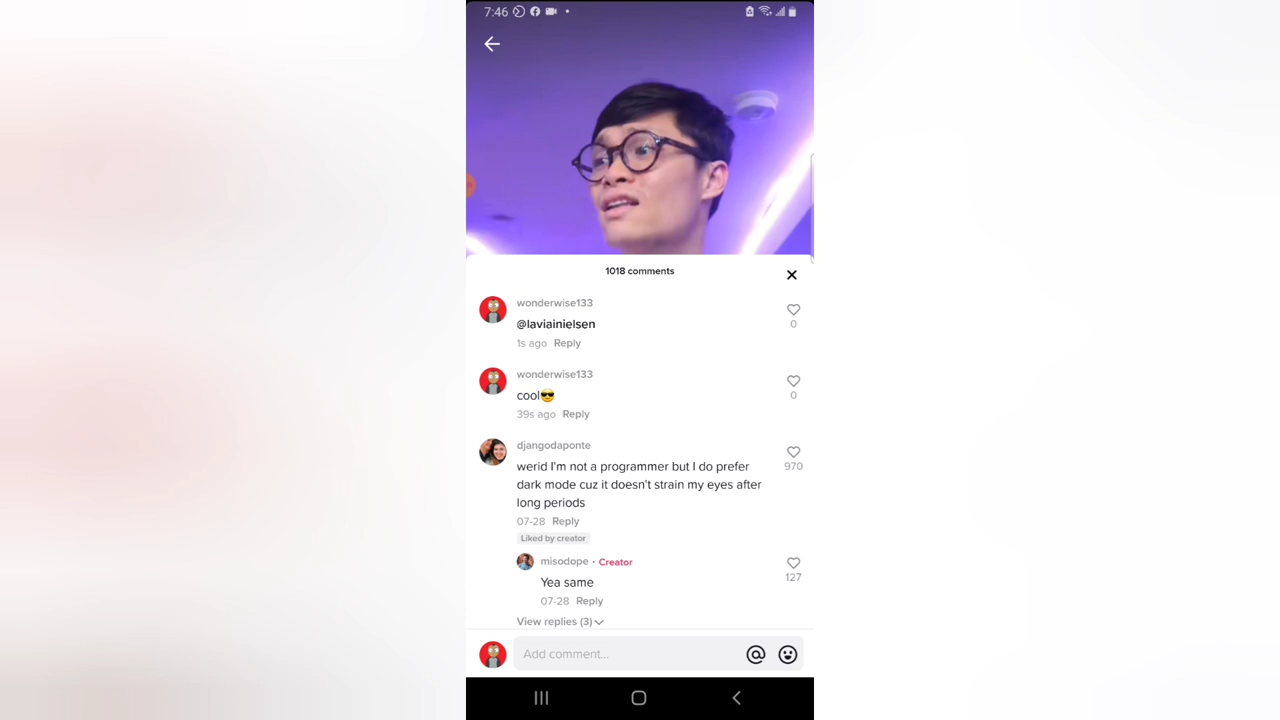 7:46
1018 comments
wonderwise133
@laviainielsen
0
1s ago Reply
wonderwise133
cool😎
0
39s ago Reply
djangodaponte
werid I'm not a programmer but I do prefer
970
dark mode cuz it doesn't strain my eyes after
long periods
07-28 Reply
Liked by creator
misodope · Creator
Yea same
127
07-28 Reply
View replies (3)
Add comment...